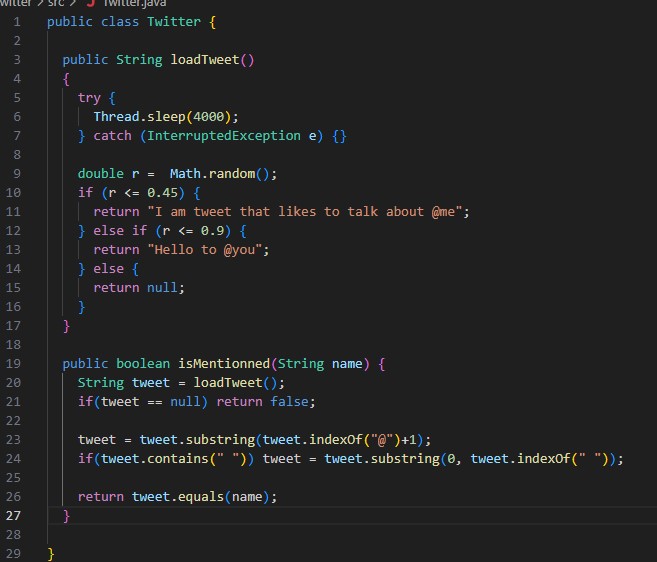 witter > src > Twitter.java
1 public class Twitter {
2
3 public String loadTweet()
4 {
5 try {
6 Thread.sleep(4000);
7 } catch (InterruptedException e) {}
8
9 double r =  Math.random();
10 if (r <= 0.45) {
11 return "I am tweet that likes to talk about @me";
12 } else if (r <= 0.9) {
13 return "Hello to @you";
14 } else {
15 return null;
16 }
17 }
18
19 public boolean isMentionned(String name) {
20 String tweet = loadTweet();
21 if(tweet == null) return false;
22
23 tweet = tweet.substring(tweet.indexOf("@")+1);
24 if(tweet.contains(" ")) tweet = tweet.substring(0, tweet.indexOf(" "));
25
26 return tweet.equals(name);
27 }
28
29 }